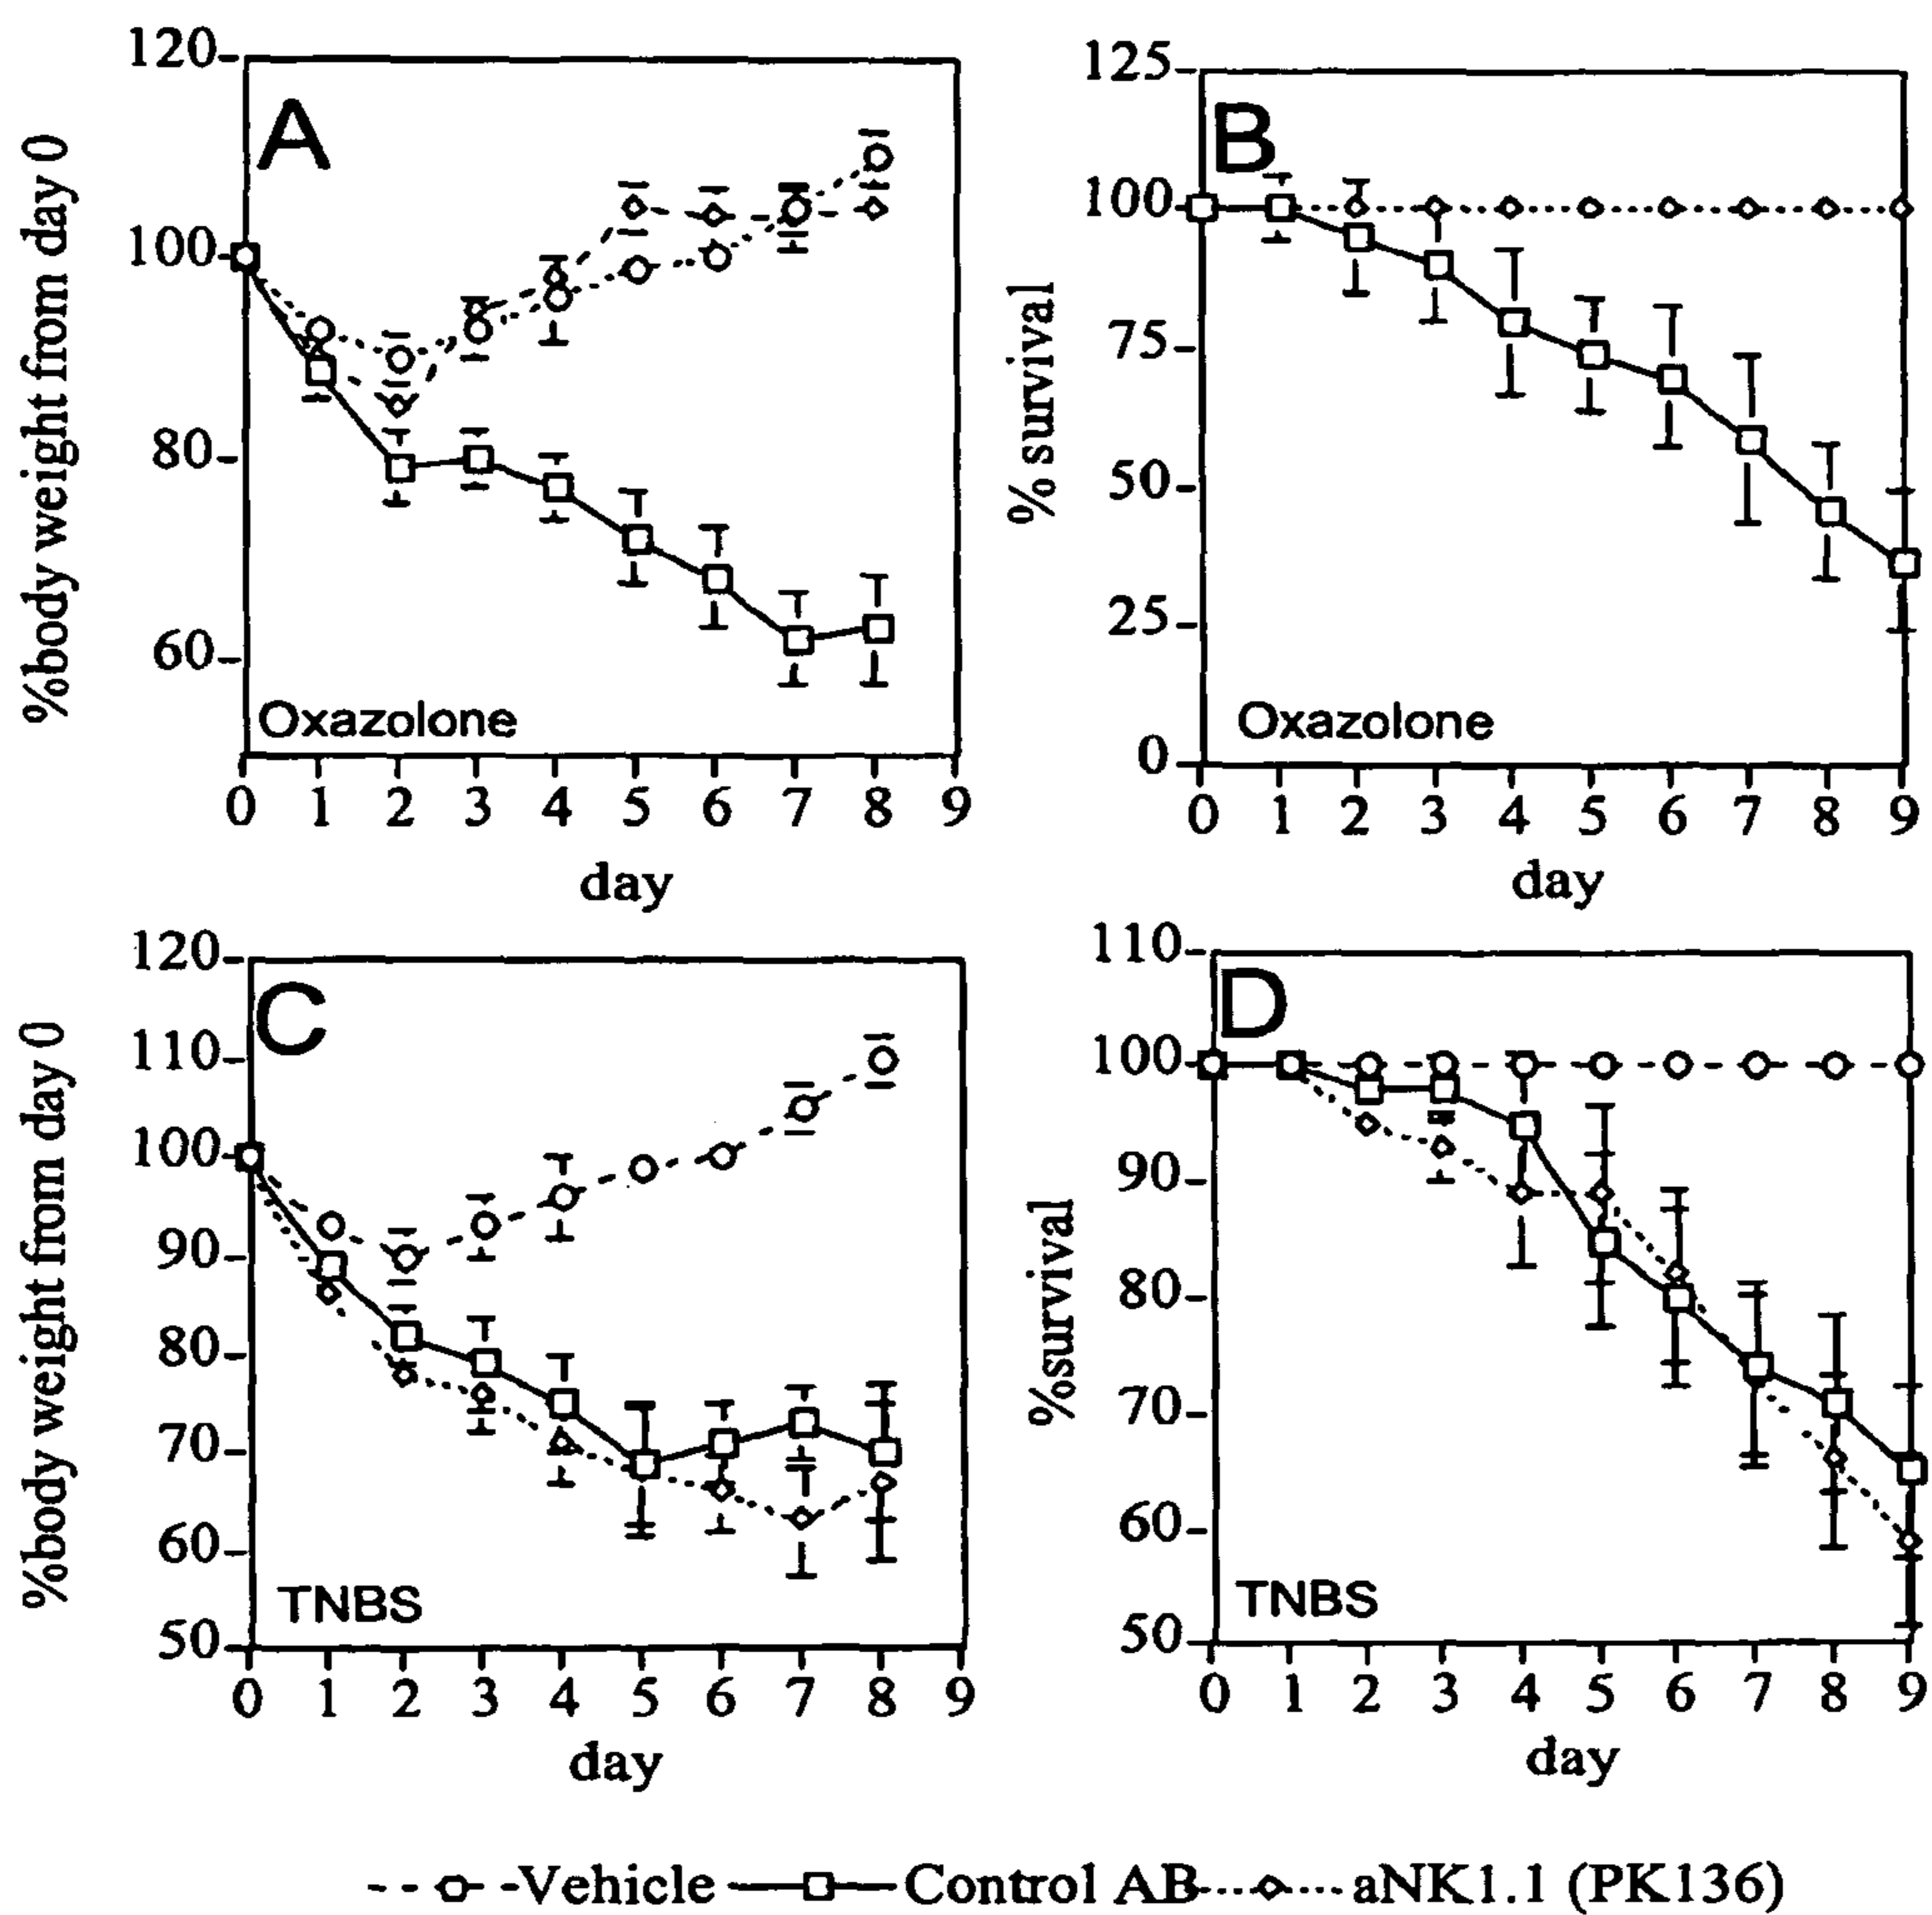 A
%body weight from day 0
120
100
80
60
Oxazolone
0 1 2 3 4 5 6 7 8 9
day
B
% survival
125
100
75
50
25
0
Oxazolone
0 1 2 3 4 5 6 7 8 9
day
C
%body weight from day 0
120
110
100
90
80
70
60
50
TNBS
0 1 2 3 4 5 6 7 8 9
day
D
%survival
110
100
90
80
70
60
50
TNBS
0 1 2 3 4 5 6 7 8 9
day
Vehicle Control AB aNK1.1 (PK136)